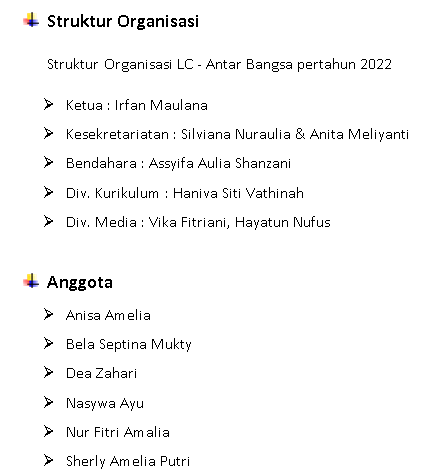 Struktur Organisasi
Struktur Organisasi LC - Antar Bangsa pertahun 2022
Ketua : Irfan Maulana
Kesekretariatan : Silviana Nuraulia & Anita Meliyanti
Bendahara : Assyifa Aulia Shanzani
Div. Kurikulum : Haniva Siti Vathinah
Div. Media : Vika Fitriani, Hayatun Nufus
Anggota
Anisa Amelia
Bela Septina Mukty
Dea Zahari
Nasywa Ayu
Nur Fitri Amalia
Sherly Amelia Putri